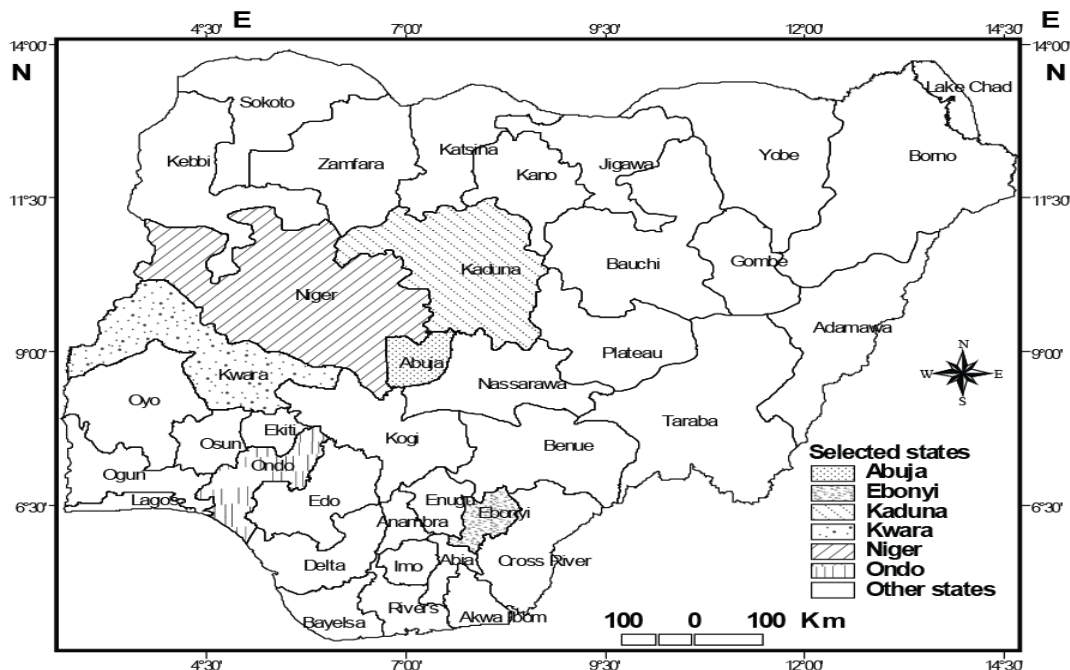 E E
4°30' 7°00' 9°30' 12°00' 14°30'
14°00' 14°00'
N N
Lake Chad
Sokoto
Katsina
Kebbi Zamfara Jigawa Yobe Borno
Kano
11°30' 11°30'
Kaduna Bauchi Gombe
Niger
Adamawa
9°00' Abuja Plateau 9°00'
N
Kwara Nassarawa W E
S
Oyo
Taraba
Osun Ekiti Kogi Benue
Ogun Ondo
Selected states
Abuja
Lagos Edo Enugu Ebonyi
6°30' 6°30'
Anambra
Ebonyi
Kaduna
Kwara
Niger
Ondo
Other states
Delta Imo Abia Cross River
Bayelsa Rivers Akwa Ibom
100 0 100 Km
4°30' 7°00' 9°30' 12°00' 14°30'